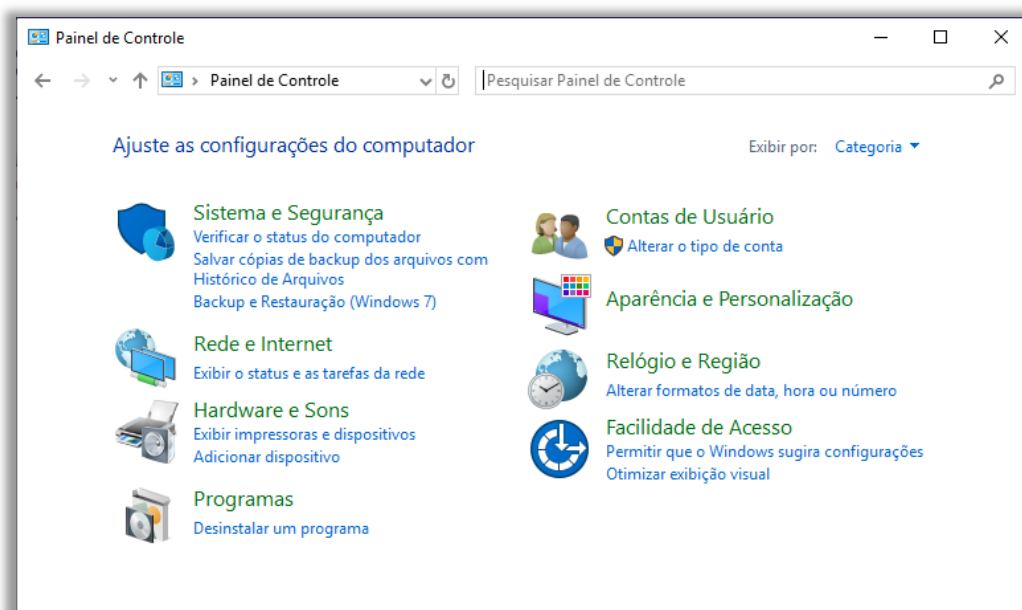 Painel de Controle
Painel de Controle
Pesquisar Painel de Controle
Ajuste as configurações do computador
Exibir por: Categoria
Sistema e Segurança
Verificar o status do computador
Salvar cópias de backup dos arquivos com
Histórico de Arquivos
Backup e Restauração (Windows 7)
Rede e Internet
Exibir o status e as tarefas da rede
Hardware e Sons
Exibir impressoras e dispositivos
Adicionar dispositivo
Programas
Desinstalar um programa
Contas de Usuário
Alterar o tipo de conta
Aparência e Personalização
Relógio e Região
Alterar formatos de data, hora ou número
Facilidade de Acesso
Permitir que o Windows sugira configurações
Otimizar exibição visual